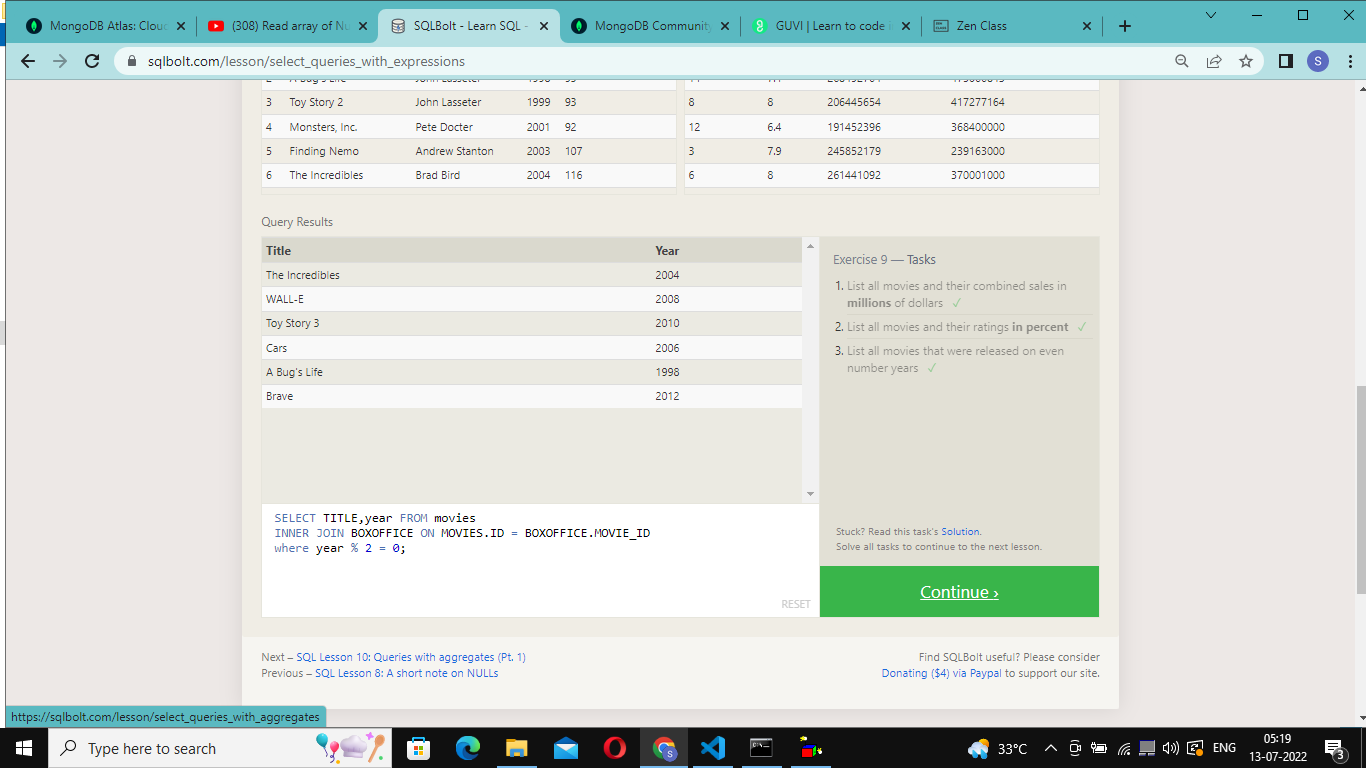 MongoDB Atlas: Cloud
(308) Read array of Nu
SQLBolt - Learn SQL -
MongoDB Community
GUVI | Learn to code i
Zen Class
sqlbolt.com/lesson/select_queries_with_expressions
S
3 Toy Story 2 John Lasseter 1999 93 8 8 206445654 417277164
4 Monsters, Inc. Pete Docter 2001 92 12 6.4 191452396 368400000
5 Finding Nemo Andrew Stanton 2003 107 3 7.9 245852179 239163000
6 The Incredibles Brad Bird 2004 116 6 8 261441092 370001000
Query Results
Title Year
The Incredibles 2004
WALL-E 2008
Toy Story 3 2010
Cars 2006
A Bug's Life 1998
Brave 2012
SELECT TITLE,year FROM movies
INNER JOIN BOXOFFICE ON MOVIES.ID = BOXOFFICE.MOVIE_ID
where year % 2 = 0;
RESET
Exercise 9 — Tasks
1. List all movies and their combined sales in
millions of dollars ✓
2. List all movies and their ratings in percent ✓
3. List all movies that were released on even
number years ✓
Stuck? Read this task's Solution.
Solve all tasks to continue to the next lesson.
Continue ›
Next – SQL Lesson 10: Queries with aggregates (Pt. 1)
Previous – SQL Lesson 8: A short note on NULLs
Find SQLBolt useful? Please consider
Donating ($4) via Paypal to support our site.
https://sqlbolt.com/lesson/select_queries_with_aggregates
Type here to search
33°C
ENG
05:19
13-07-2022
3